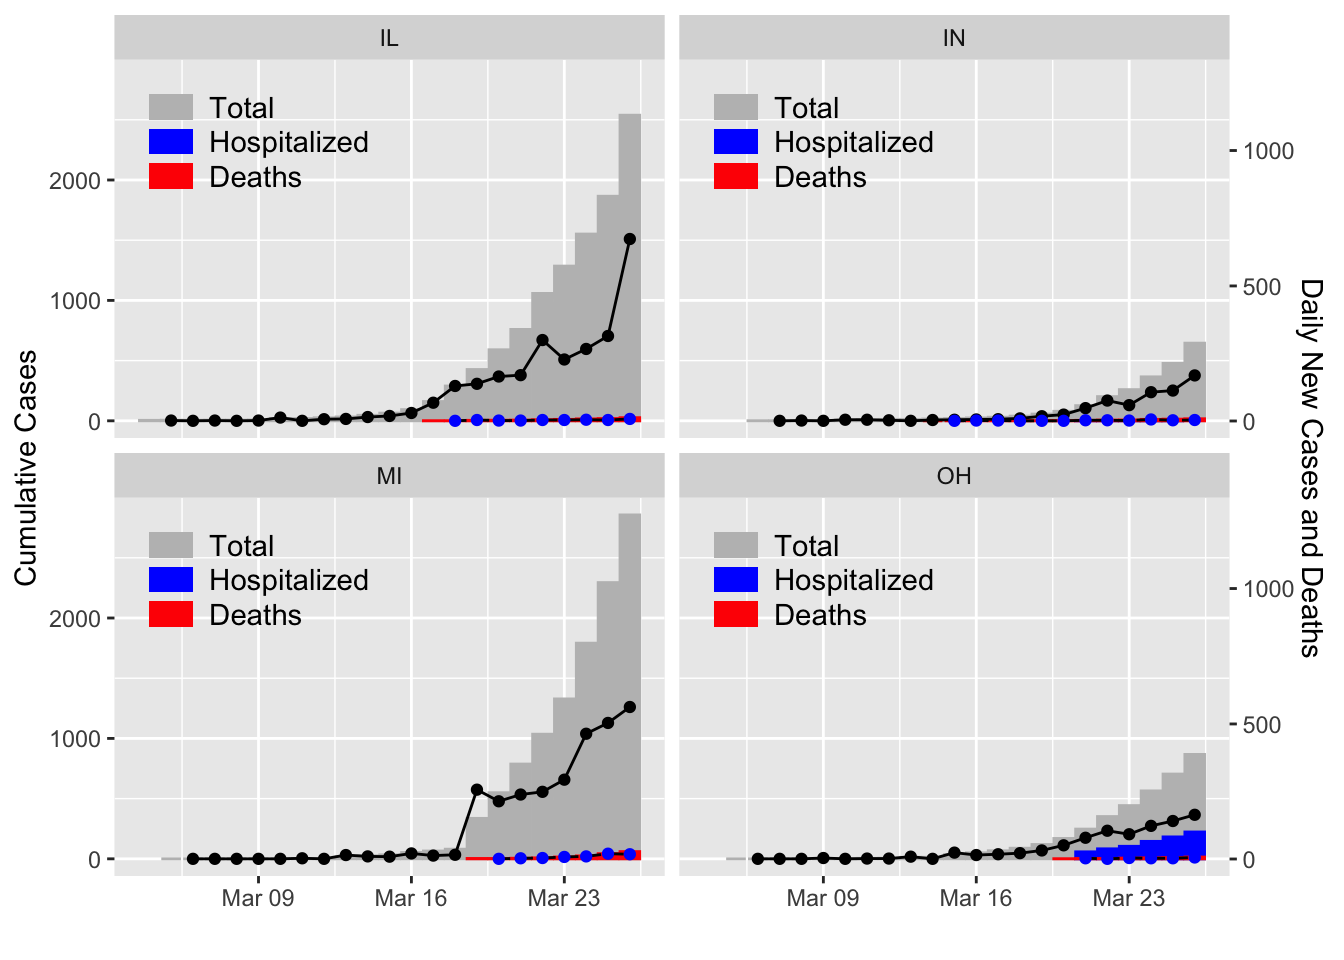 IL
Total
Hospitalized
Deaths
IN
Total
Hospitalized
Deaths
2000
1000
0
1000
500
0
Cumulative Cases
Daily New Cases and Deaths
MI
Total
Hospitalized
Deaths
OH
Total
Hospitalized
Deaths
2000
1000
0
1000
500
0
Mar 09 Mar 16 Mar 23
Mar 09 Mar 16 Mar 23